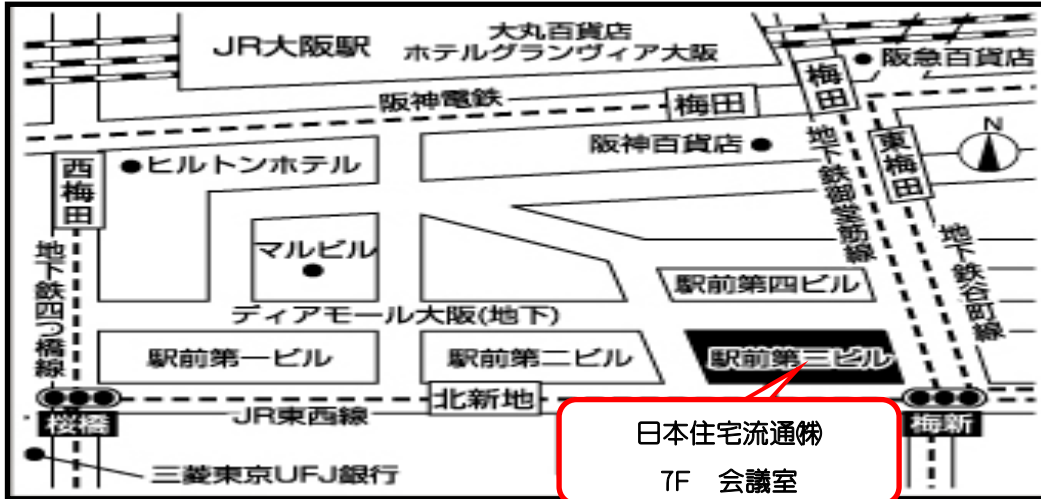 JR大阪駅
大丸百貨店
ホテルグランヴィア大阪
梅田
阪急百貨店
阪神電鉄
梅田
阪神百貨店
東梅田
N
西梅田
ヒルトンホテル
地下鉄御堂筋線
マルビル
地下鉄四つ橋線
地下鉄谷町線
駅前第四ビル
ディアモール大阪(地下)
駅前第一ビル
駅前第二ビル
駅前第三ビル
北新地
JR東西線
桜橋
梅新
日本住宅流通㈱
7F 会議室
三菱東京UFJ銀行